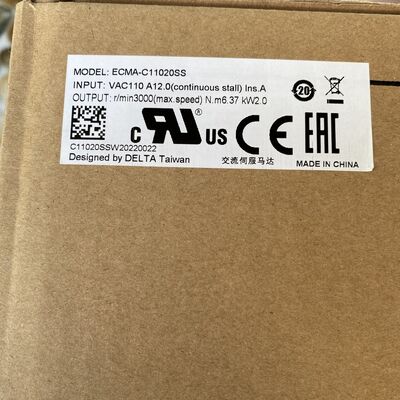 MODEL: ECMA-C11020SS
INPUT: VAC110 A12.0(continuous stall) Ins.A
OUTPUT: r/min3000(max.speed) N.m6.37 kW2.0
20
c RU US CE EAC
C11020SSW20220022
Designed by DELTA Taiwan
交流伺服马达
MADE IN CHINA